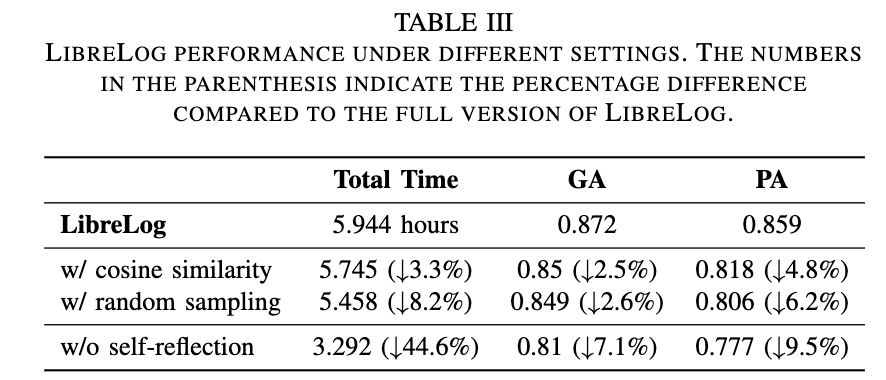 TABLE III
LIBRELOG PERFORMANCE UNDER DIFFERENT SETTINGS. THE NUMBERS
IN THE PARENTHESIS INDICATE THE PERCENTAGE DIFFERENCE
COMPARED TO THE FULL VERSION OF LIBRELOG.
Total Time GA PA
LibreLog 5.944 hours 0.872 0.859
w/ cosine similarity 5.745 (↓3.3%) 0.85 (↓2.5%) 0.818 (↓4.8%)
w/ random sampling 5.458 (↓8.2%) 0.849 (↓2.6%) 0.806 (↓6.2%)
w/o self-reflection 3.292 (↓44.6%) 0.81 (↓7.1%) 0.777 (↓9.5%)